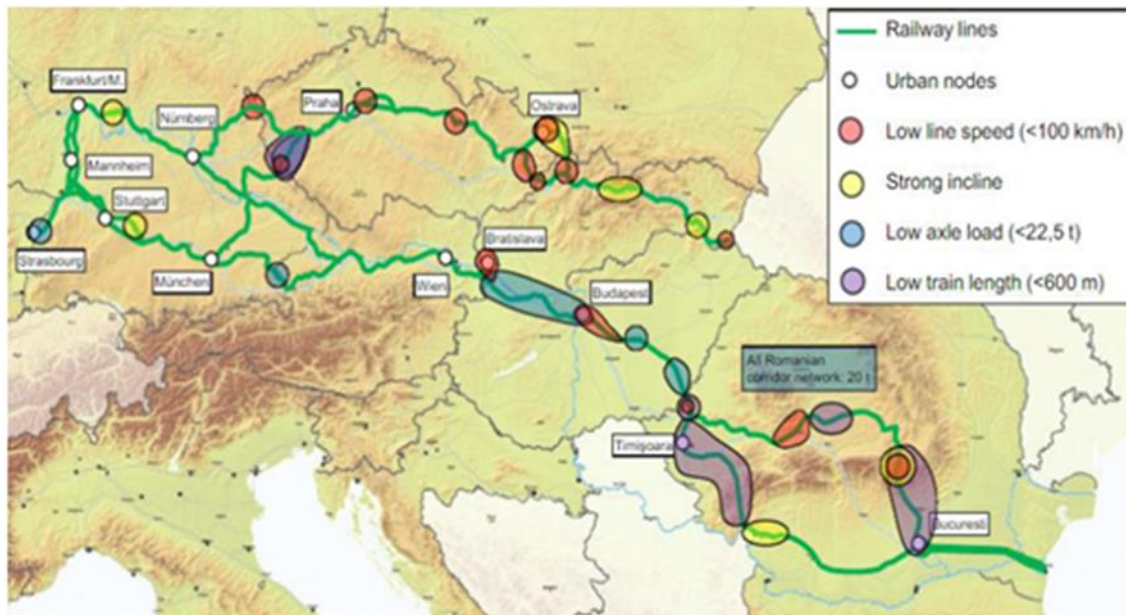 Railway lines
Urban nodes
Low line speed (<100 km/h)
Strong incline
Low axle load (<22,5 t)
Low train length (<600 m)
Frankfurt/M.
Praha
Ostrava
Nürnberg
Mannheim
Stuttgart
Strasbourg
München
Wien
Bratislava
Budapest
All Romanian
corridor network: 20 t
Timişoara
Bucuresti